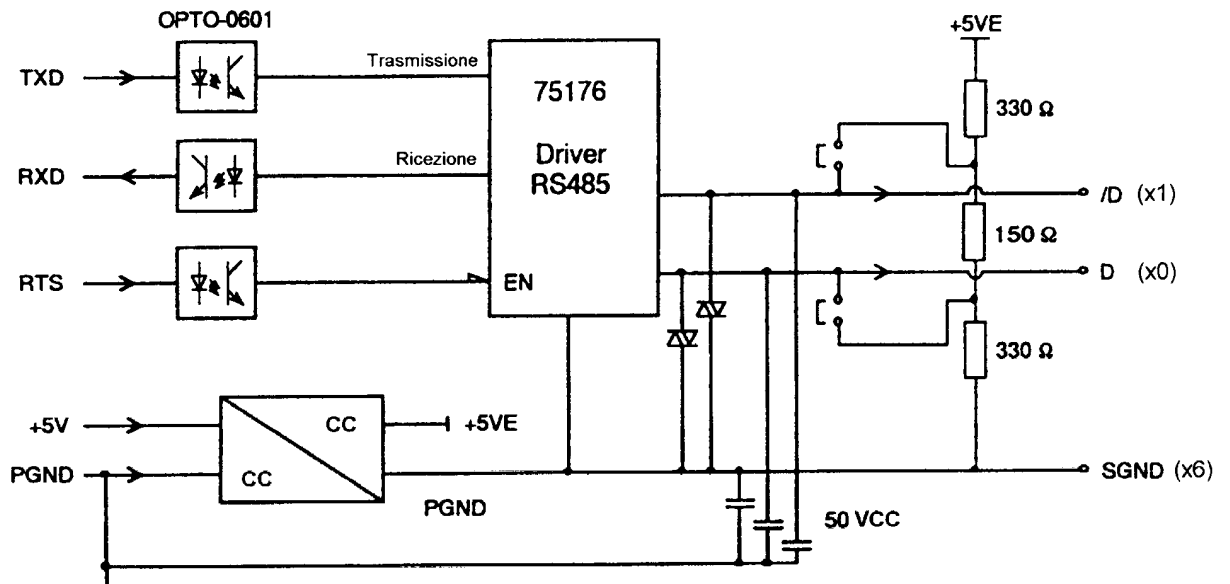 OPTO-0601
+5VE
TXD
Trasmissione
75176
330 Ω
RXD
Ricezione
Driver
RS485
/D (x1)
150 Ω
RTS
EN
D (x0)
330 Ω
+5V
CC
+5VE
PGND
CC
PGND
SGND (x6)
50 VCC